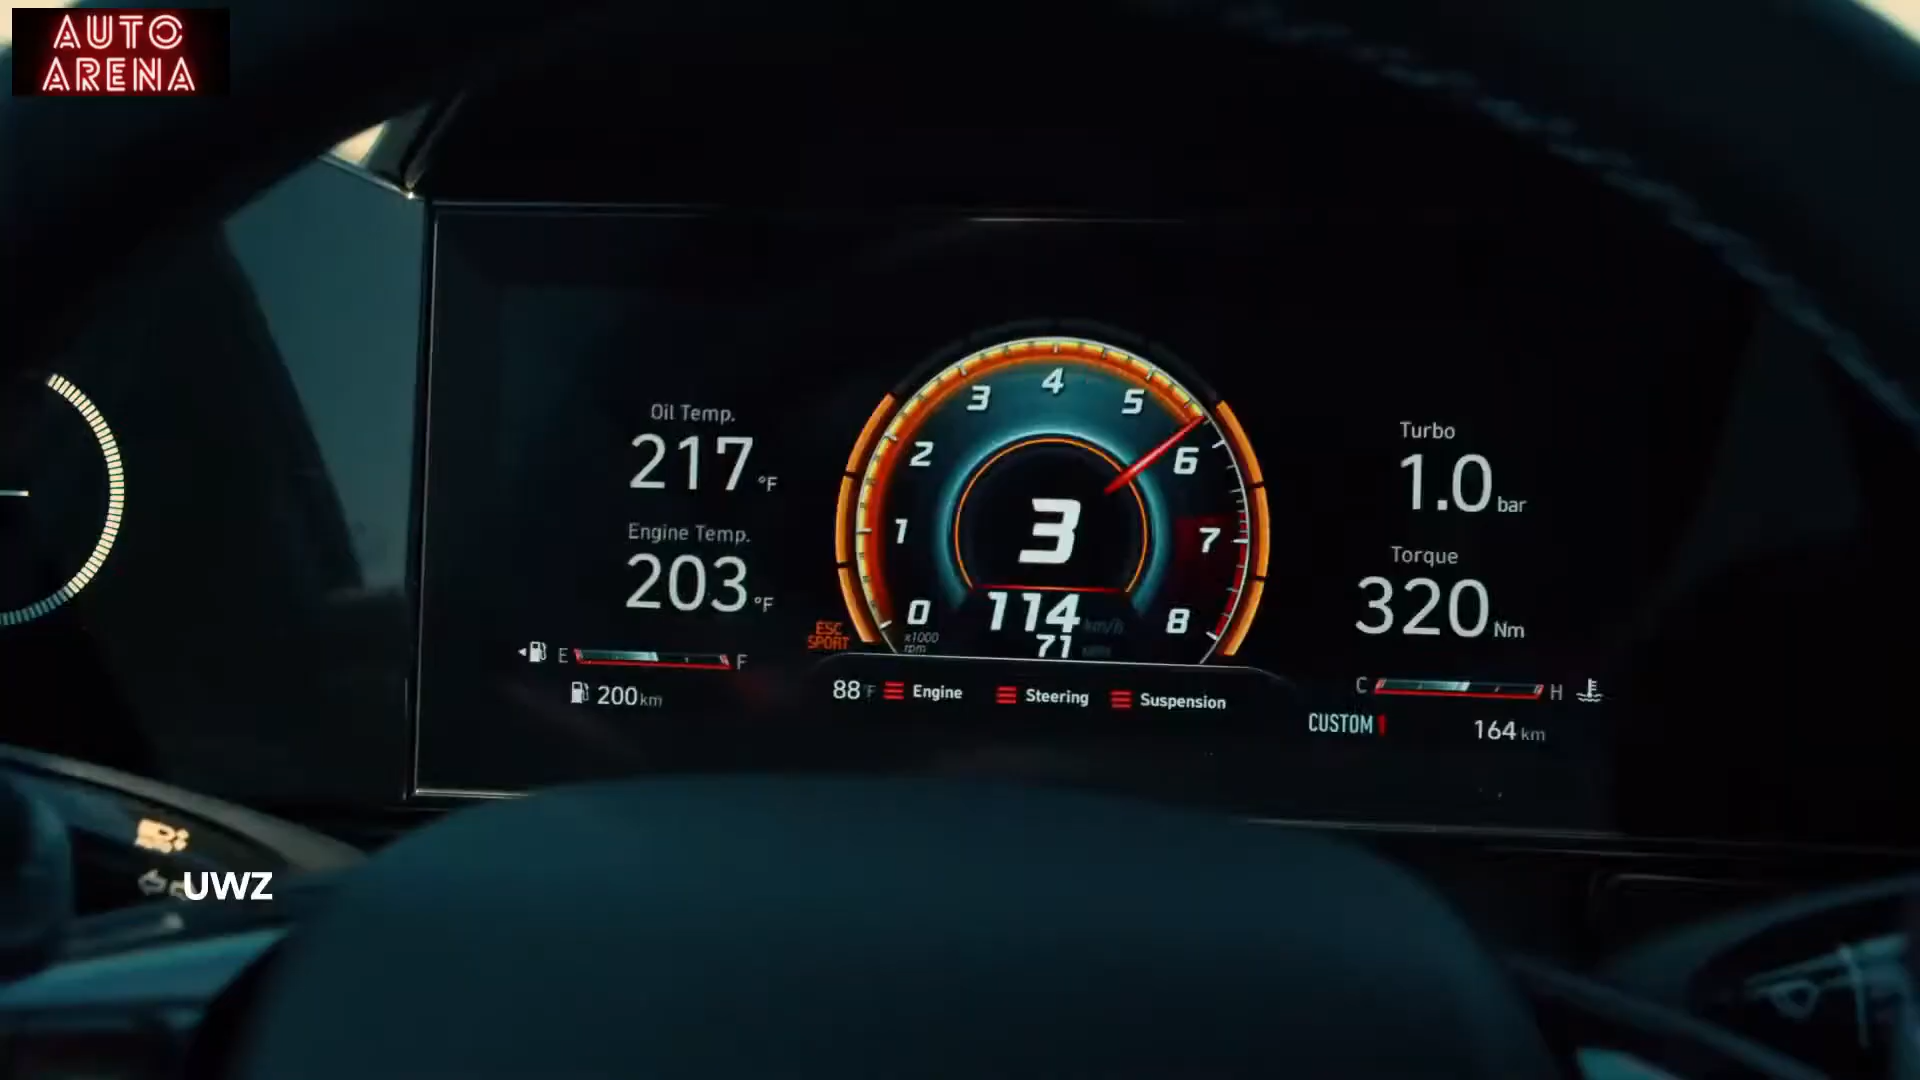 AUTO
ARENA
Oil Temp.
217 °F
Engine Temp.
203 °F
E F
200 km
ESC
SPORT
0 1 2 3 4 5 6 7 8
x1000
rpm
3
114 km/h
71
88°F Engine Steering Suspension
Turbo
1.0 bar
Torque
320 Nm
C H
CUSTOM 1
164 km
UWZ